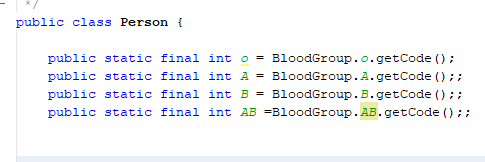 */
public class Person {
public static final int o = BloodGroup.o.getCode();
public static final int A = BloodGroup.A.getCode();;
public static final int B = BloodGroup.B.getCode();;
public static final int AB =BloodGroup.AB.getCode();;